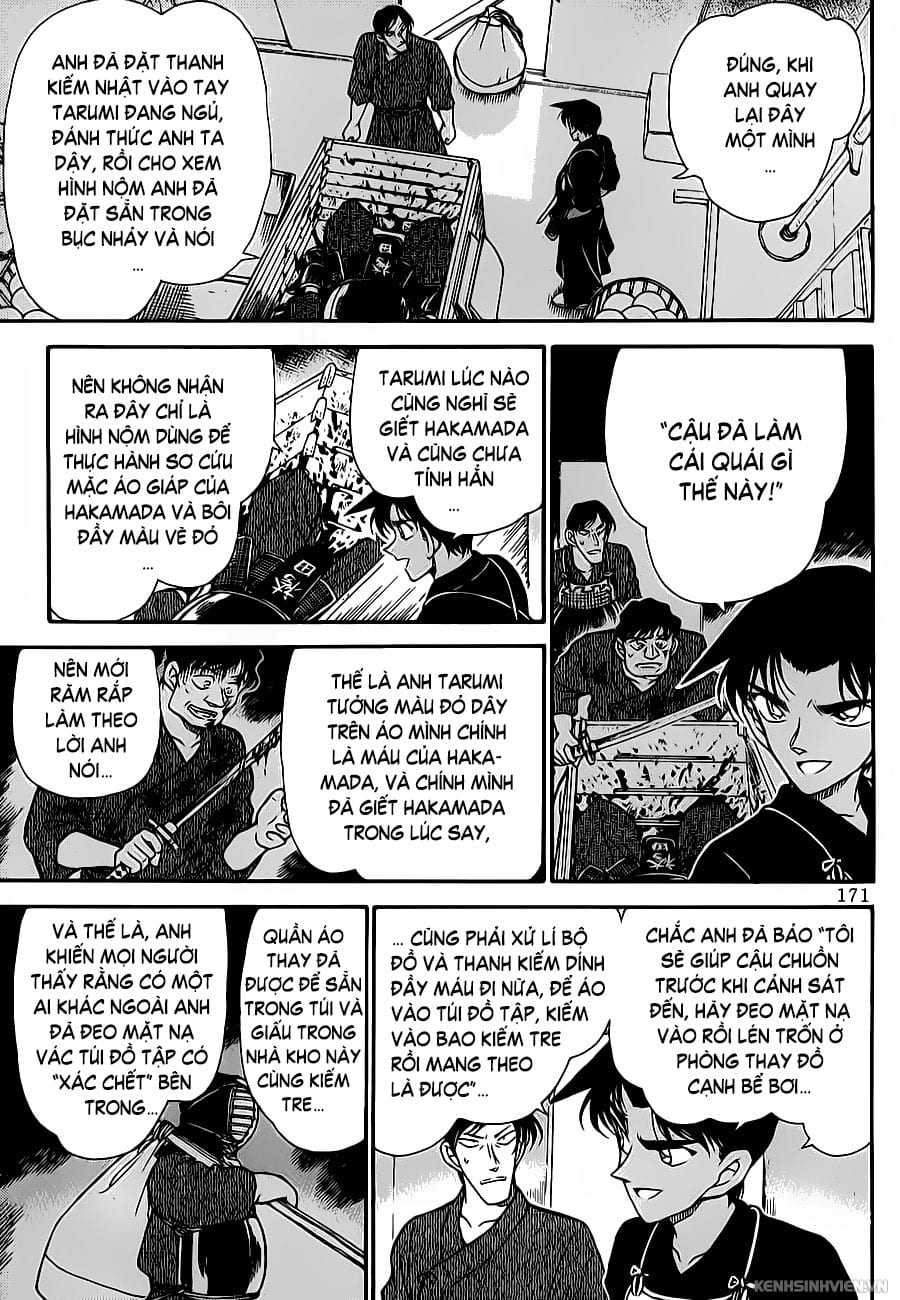 ĐÚNG, KHI
ANH QUAY
LẠI ĐÂY
MỘT MÌNH
...
ANH ĐÃ ĐẶT THANH
KIẾM NHẬT VÀO TAY
TARUMI ĐANG NGỦ,
ĐÁNH THỨC ANH TA
DẬY, RỒI CHO XEM
HÌNH NỘM ANH ĐÃ
ĐẶT SẴN TRONG
BỤC NHẢY VÀ NÓI
...
"CẬU ĐÃ LÀM
CÁI QUÁI GÌ
THẾ NÀY!"
TARUMI LÚC NÀO
CŨNG NGHĨ SẼ
GIẾT HAKAMADA
VÀ CŨNG CHƯA
TỈNH HẲN
...
NÊN KHÔNG NHẬN
RA ĐÂY CHỈ LÀ
HÌNH NỘM DÙNG ĐỂ
THỰC HÀNH SƠ CỨU
MẶC ÁO GIÁP CỦA
HAKAMADA VÀ BÔI
ĐẦY MÀU VẼ ĐỎ
...
THẾ LÀ ANH TARUMI
TƯỞNG MÀU ĐỎ DÂY
TRÊN ÁO MÌNH CHÍNH
LÀ MÁU CỦA HAKA-
MADA, VÀ CHÍNH MÌNH
ĐÃ GIẾT HAKAMADA
TRONG LÚC SAY,
NÊN MỚI
RĂM RẮP
LÀM THEO
LỜI ANH
NÓI...
171
CHẮC ANH ĐÃ BẢO "TÔI
SẼ GIÚP CẬU CHUỒN
TRƯỚC KHI CẢNH SÁT
ĐẾN, HÃY ĐEO MẶT NẠ
VÀO RỒI LÉN TRỐN Ở
PHÒNG THAY ĐỒ
CẠNH BỂ BƠI...
... CŨNG PHẢI XỬ LÍ BỘ
ĐỒ VÀ THANH KIẾM DÍNH
ĐẦY MÁU ĐI NỮA, ĐỂ ÁO
VÀO TÚI ĐỒ TẬP, KIẾM
VÀO BAO KIẾM TRE
RỒI MANG THEO
LÀ ĐƯỢC"
QUẦN ÁO
THAY ĐÃ
ĐƯỢC ĐỂ SẴN
TRONG TÚI VÀ
GIẤU TRONG
NHÀ KHO NÀY
CÙNG KIẾM
TRE...
VÀ THẾ LÀ, ANH
KHIẾN MỌI NGƯỜI
THẤY RẰNG CÓ MỘT
AI KHÁC NGOÀI ANH
ĐÃ ĐEO MẶT NẠ
VÁC TÚI ĐỒ TẬP CÓ
"XÁC CHẾT" BÊN
TRONG...
KENHSINHVIEN.VN